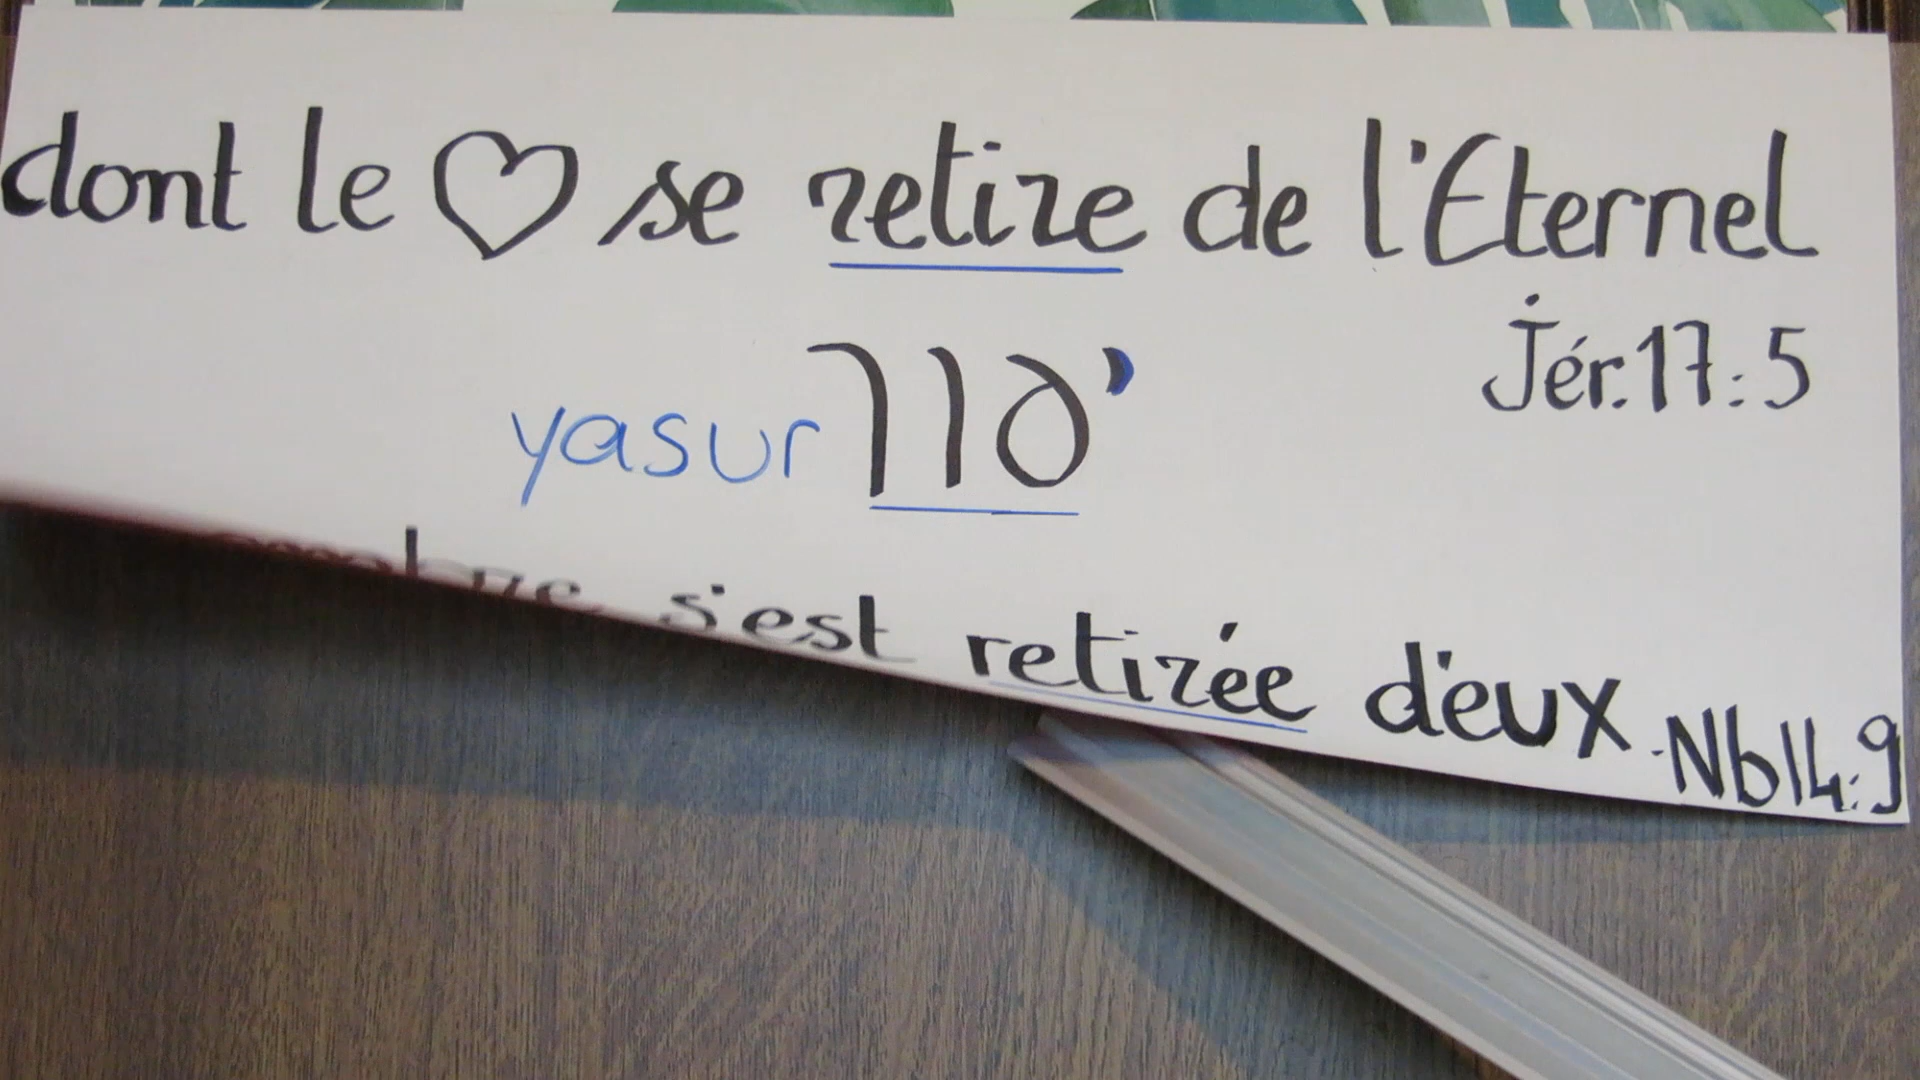 dont le ♡ se retire de l'Eternel
Jér.17:5
yasur יסור
s'est retirée d'eux. Nb14:9